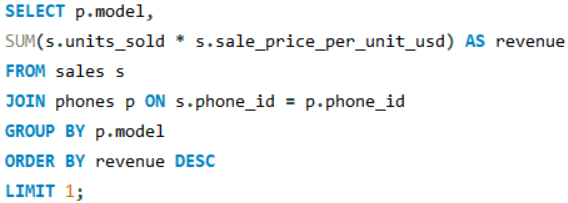 SELECT p.model,
SUM(s.units_sold * s.sale_price_per_unit_usd) AS revenue
FROM sales s
JOIN phones p ON s.phone_id = p.phone_id
GROUP BY p.model
ORDER BY revenue DESC
LIMIT 1;